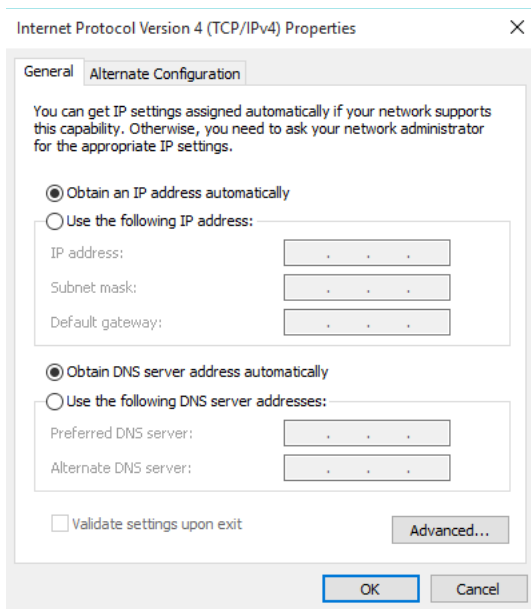 Internet Protocol Version 4 (TCP/IPv4) Properties
General
Alternate Configuration
You can get IP settings assigned automatically if your network supports
this capability. Otherwise, you need to ask your network administrator
for the appropriate IP settings.
Obtain an IP address automatically
Use the following IP address:
IP address:
Subnet mask:
Default gateway:
Obtain DNS server address automatically
Use the following DNS server addresses:
Preferred DNS server:
Alternate DNS server:
Validate settings upon exit
Advanced...
OK
Cancel